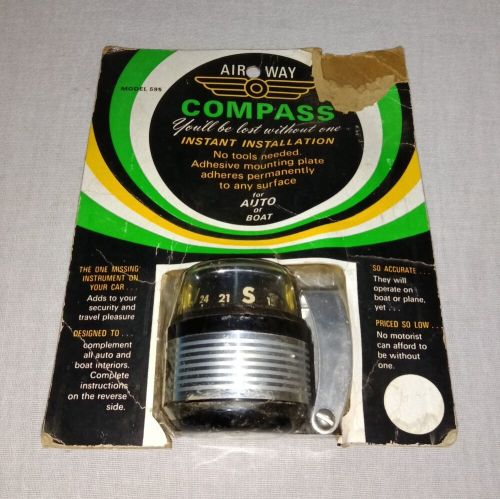 AIR WAY
MODEL 596
COMPASS
You'll be lost without one
INSTANT INSTALLATION
No tools needed.
Adhesive mounting plate
adheres permanently
to any surface
for
AUTO
or
BOAT
THE ONE MISSING
INSTRUMENT ON
YOUR CAR...
Adds to your
security and
travel pleasure
DESIGNED TO...
complement
all auto and
boat interiors.
Complete
instructions
on the reverse
side.
24 21 S
SO ACCURATE...
They will
operate on
boat or plane,
yet...
PRICED SO LOW...
No motorist
can afford to
be without
one.